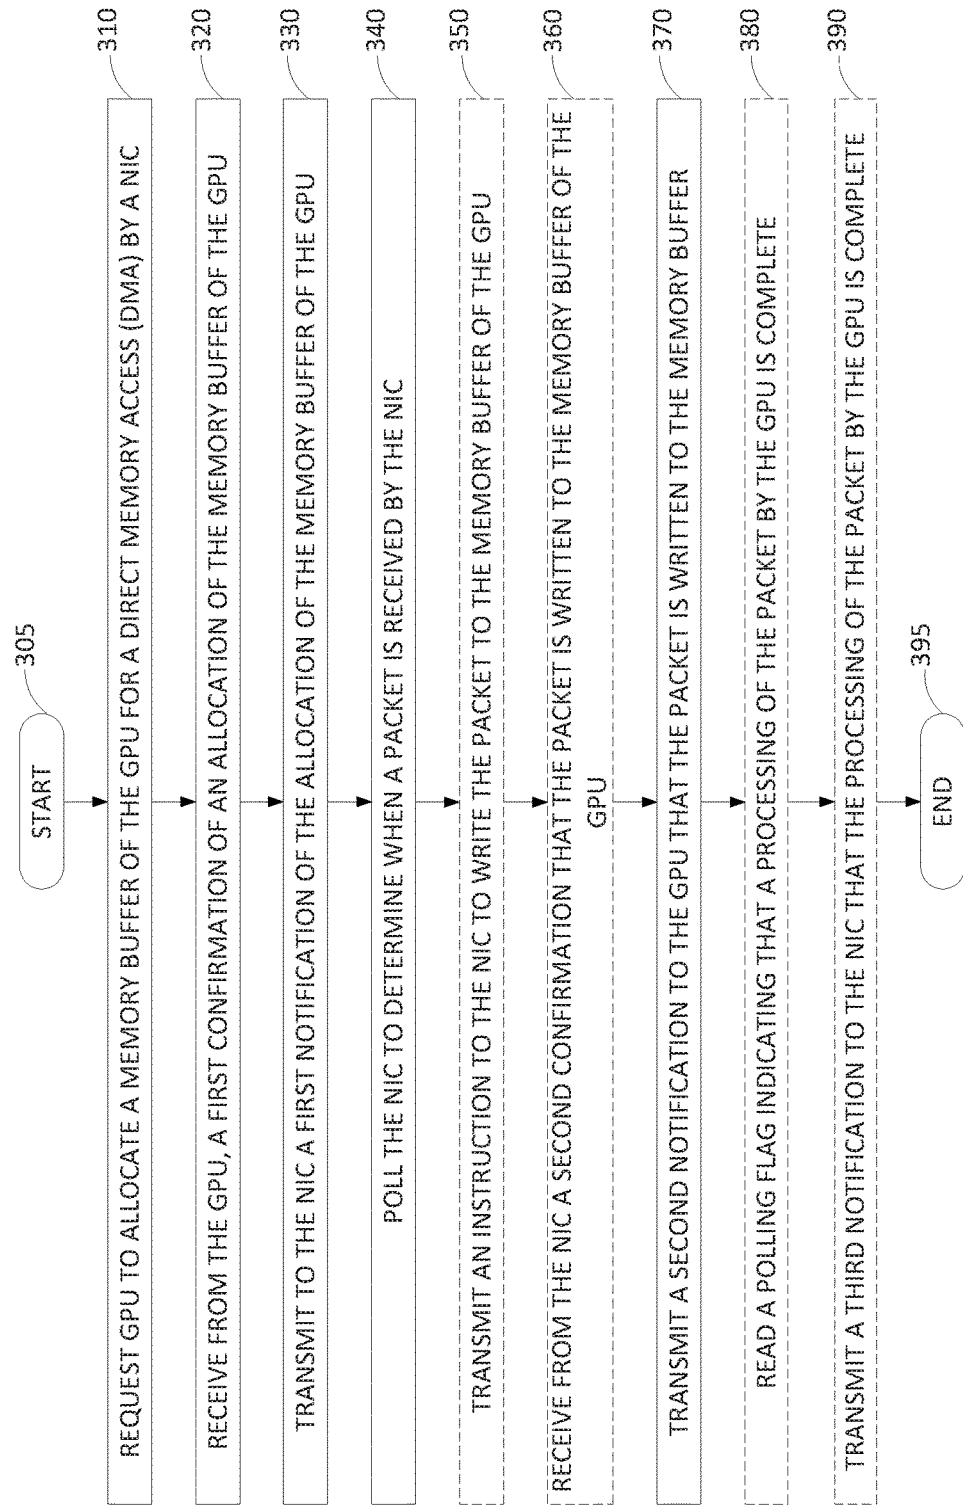 START
305
REQUEST GPU TO ALLOCATE A MEMORY BUFFER OF THE GPU FOR A DIRECT MEMORY ACCESS (DMA) BY A NIC
310
RECEIVE FROM THE GPU, A FIRST CONFIRMATION OF AN ALLOCATION OF THE MEMORY BUFFER OF THE GPU
320
TRANSMIT TO THE NIC A FIRST NOTIFICATION OF THE ALLOCATION OF THE MEMORY BUFFER OF THE GPU
330
POLL THE NIC TO DETERMINE WHEN A PACKET IS RECEIVED BY THE NIC
340
TRANSMIT AN INSTRUCTION TO THE NIC TO WRITE THE PACKET TO THE MEMORY BUFFER OF THE GPU
350
RECEIVE FROM THE NIC A SECOND CONFIRMATION THAT THE PACKET IS WRITTEN TO THE MEMORY BUFFER OF THE
GPU
360
TRANSMIT A SECOND NOTIFICATION TO THE GPU THAT THE PACKET IS WRITTEN TO THE MEMORY BUFFER
370
READ A POLLING FLAG INDICATING THAT A PROCESSING OF THE PACKET BY THE GPU IS COMPLETE
380
TRANSMIT A THIRD NOTIFICATION TO THE NIC THAT THE PROCESSING OF THE PACKET BY THE GPU IS COMPLETE
390
END
395